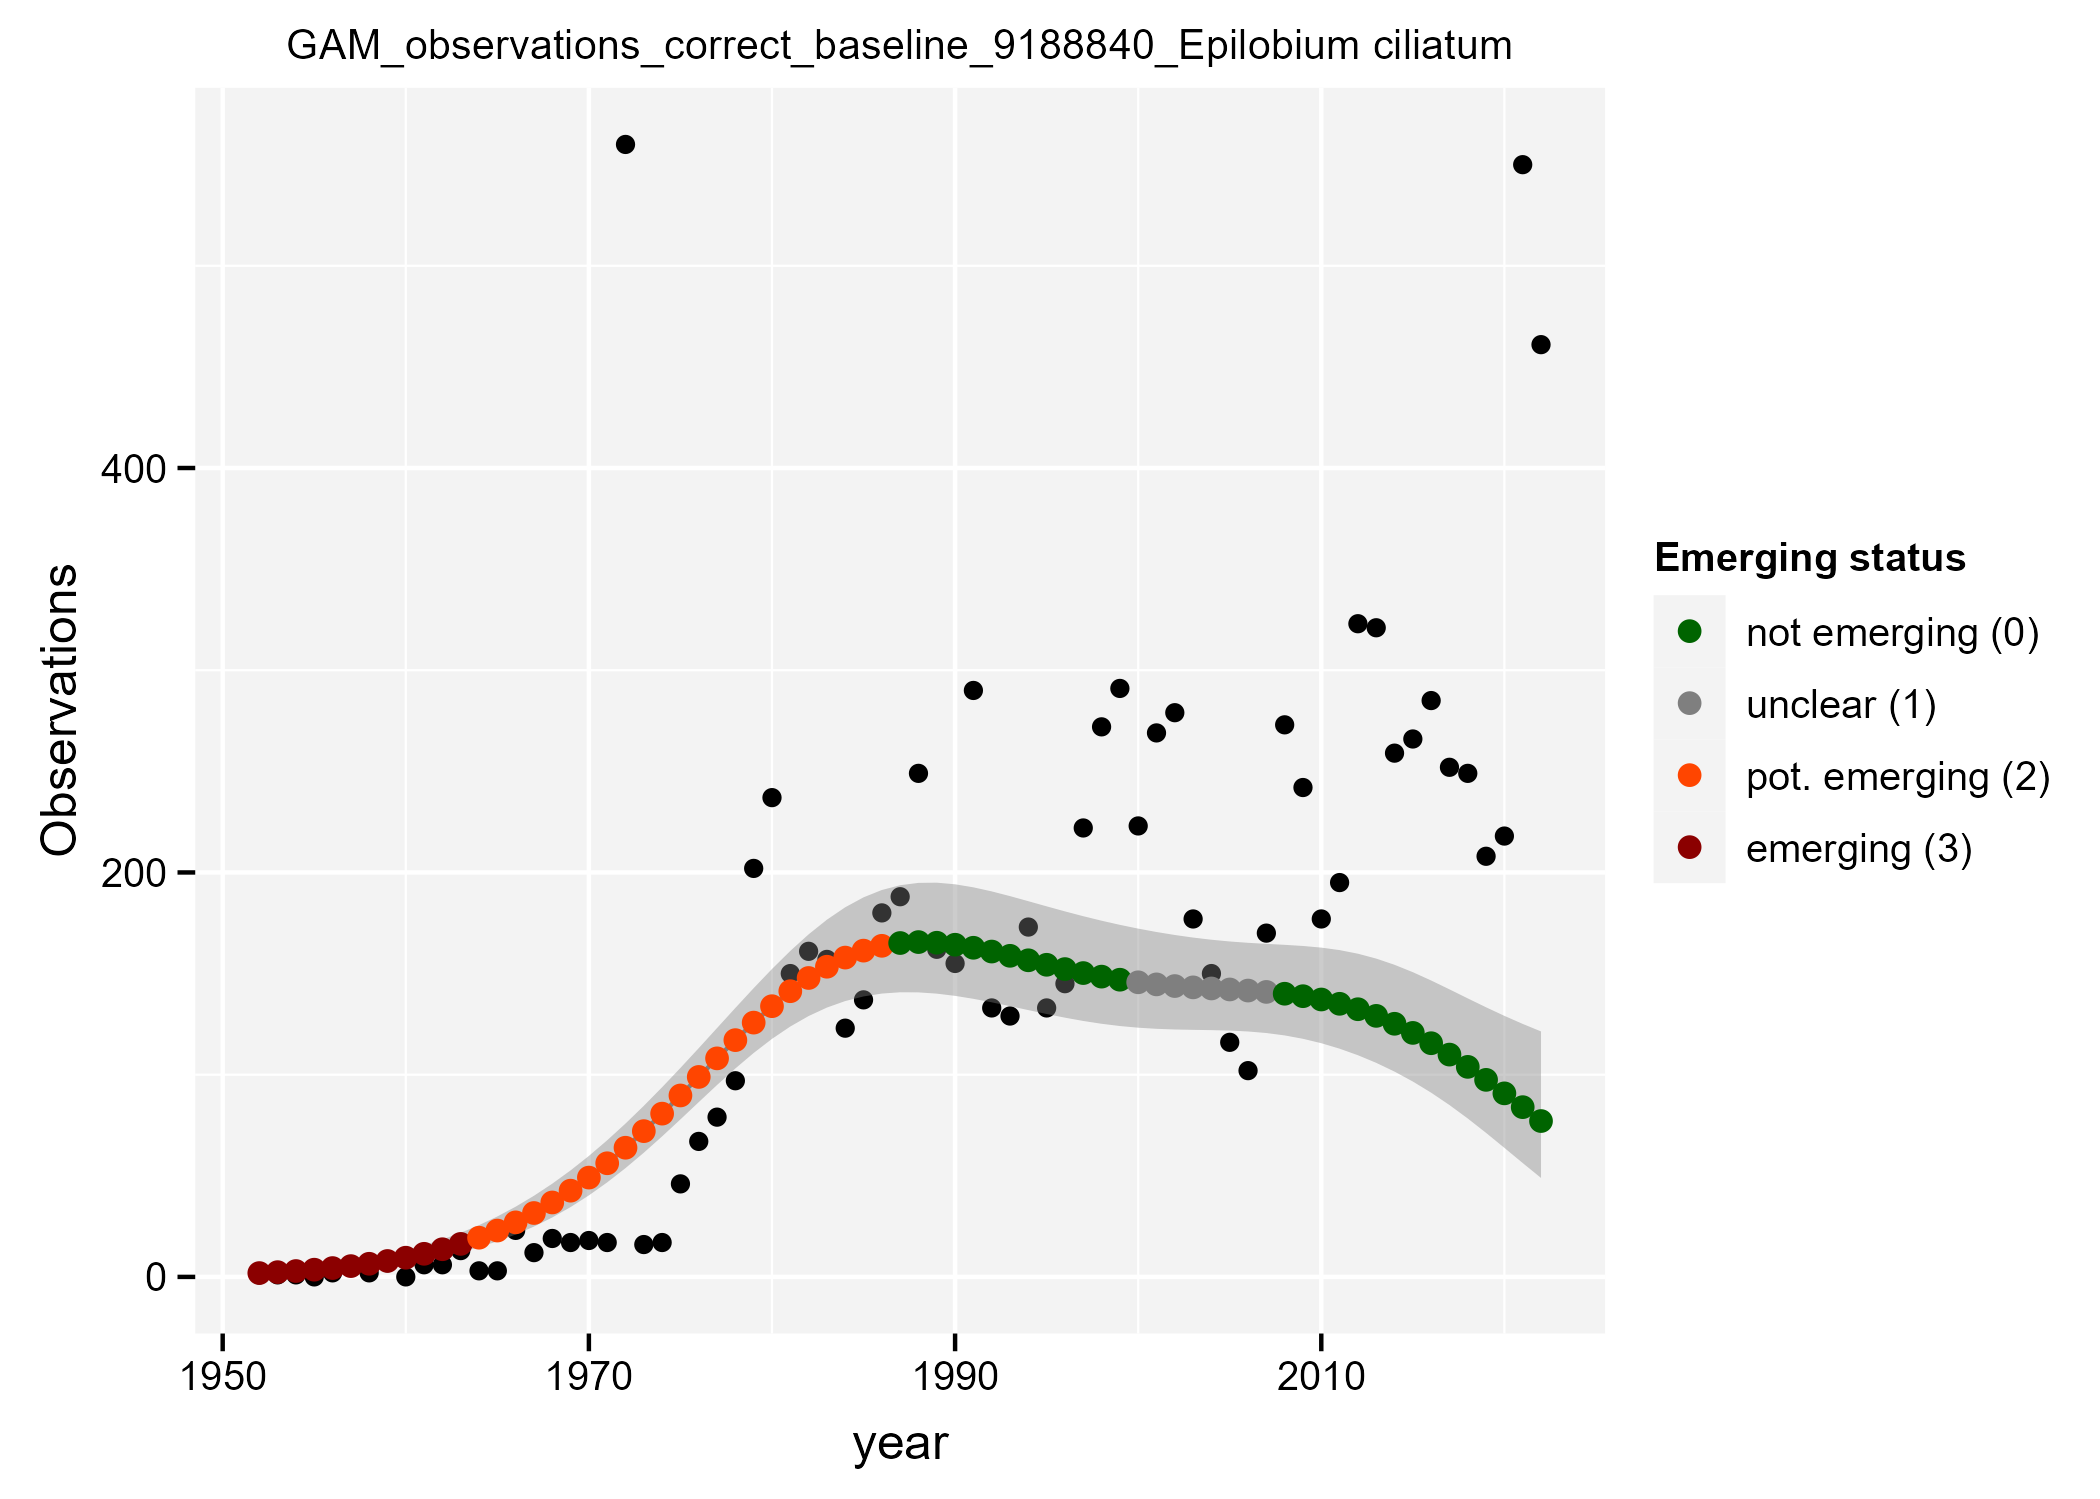 GAM_observations_correct_baseline_9188840_Epilobium ciliatum
Observations
400
200
0
1950
1970
1990
2010
year
Emerging status
not emerging (0)
unclear (1)
pot. emerging (2)
emerging (3)